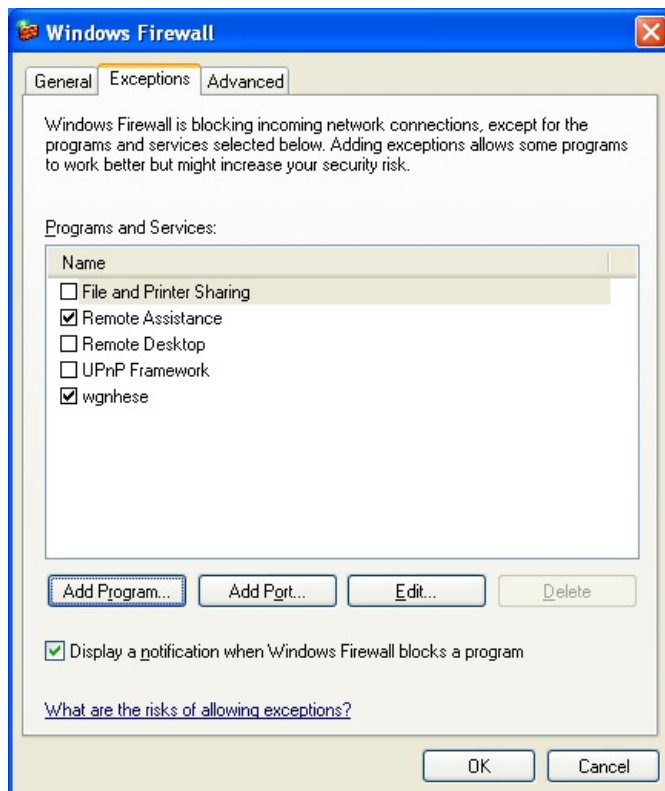 Windows Firewall
General
Exceptions
Advanced
Windows Firewall is blocking incoming network connections, except for the
programs and services selected below. Adding exceptions allows some programs
to work better but might increase your security risk.
Programs and Services:
Name
File and Printer Sharing
Remote Assistance
Remote Desktop
UPnP Framework
wgnhese
Add Program...
Add Port...
Edit...
Delete
Display a notification when Windows Firewall blocks a program
What are the risks of allowing exceptions?
OK
Cancel